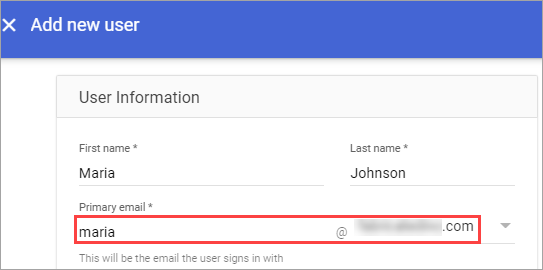 Add new user
User Information
First name * Last name *
Maria Johnson
Primary email *
maria @ .com
This will be the email the user signs in with